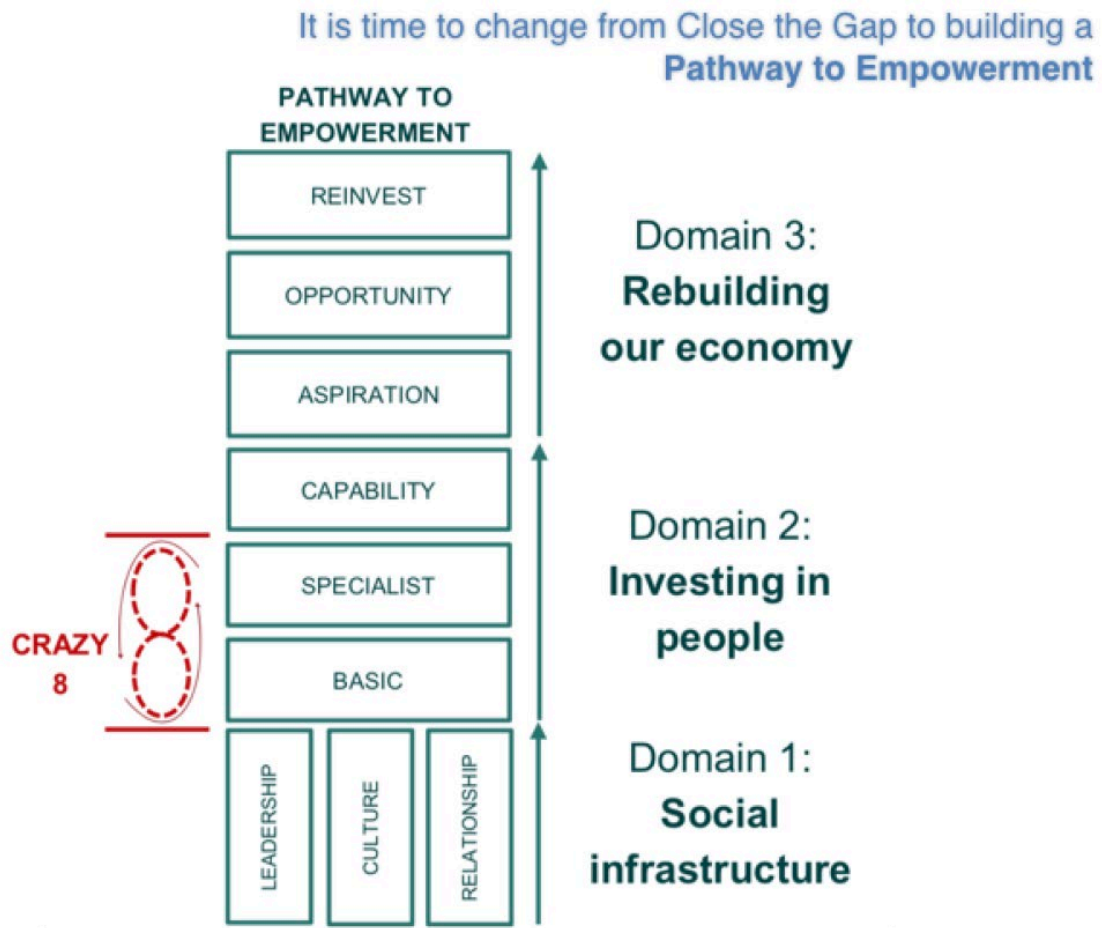 It is time to change from Close the Gap to building a
Pathway to Empowerment
PATHWAY TO
EMPOWERMENT
REINVEST
OPPORTUNITY
ASPIRATION
Domain 3:
Rebuilding
our economy
CAPABILITY
SPECIALIST
BASIC
Domain 2:
Investing in
people
CRAZY
8
LEADERSHIP
CULTURE
RELATIONSHIP
Domain 1:
Social
infrastructure